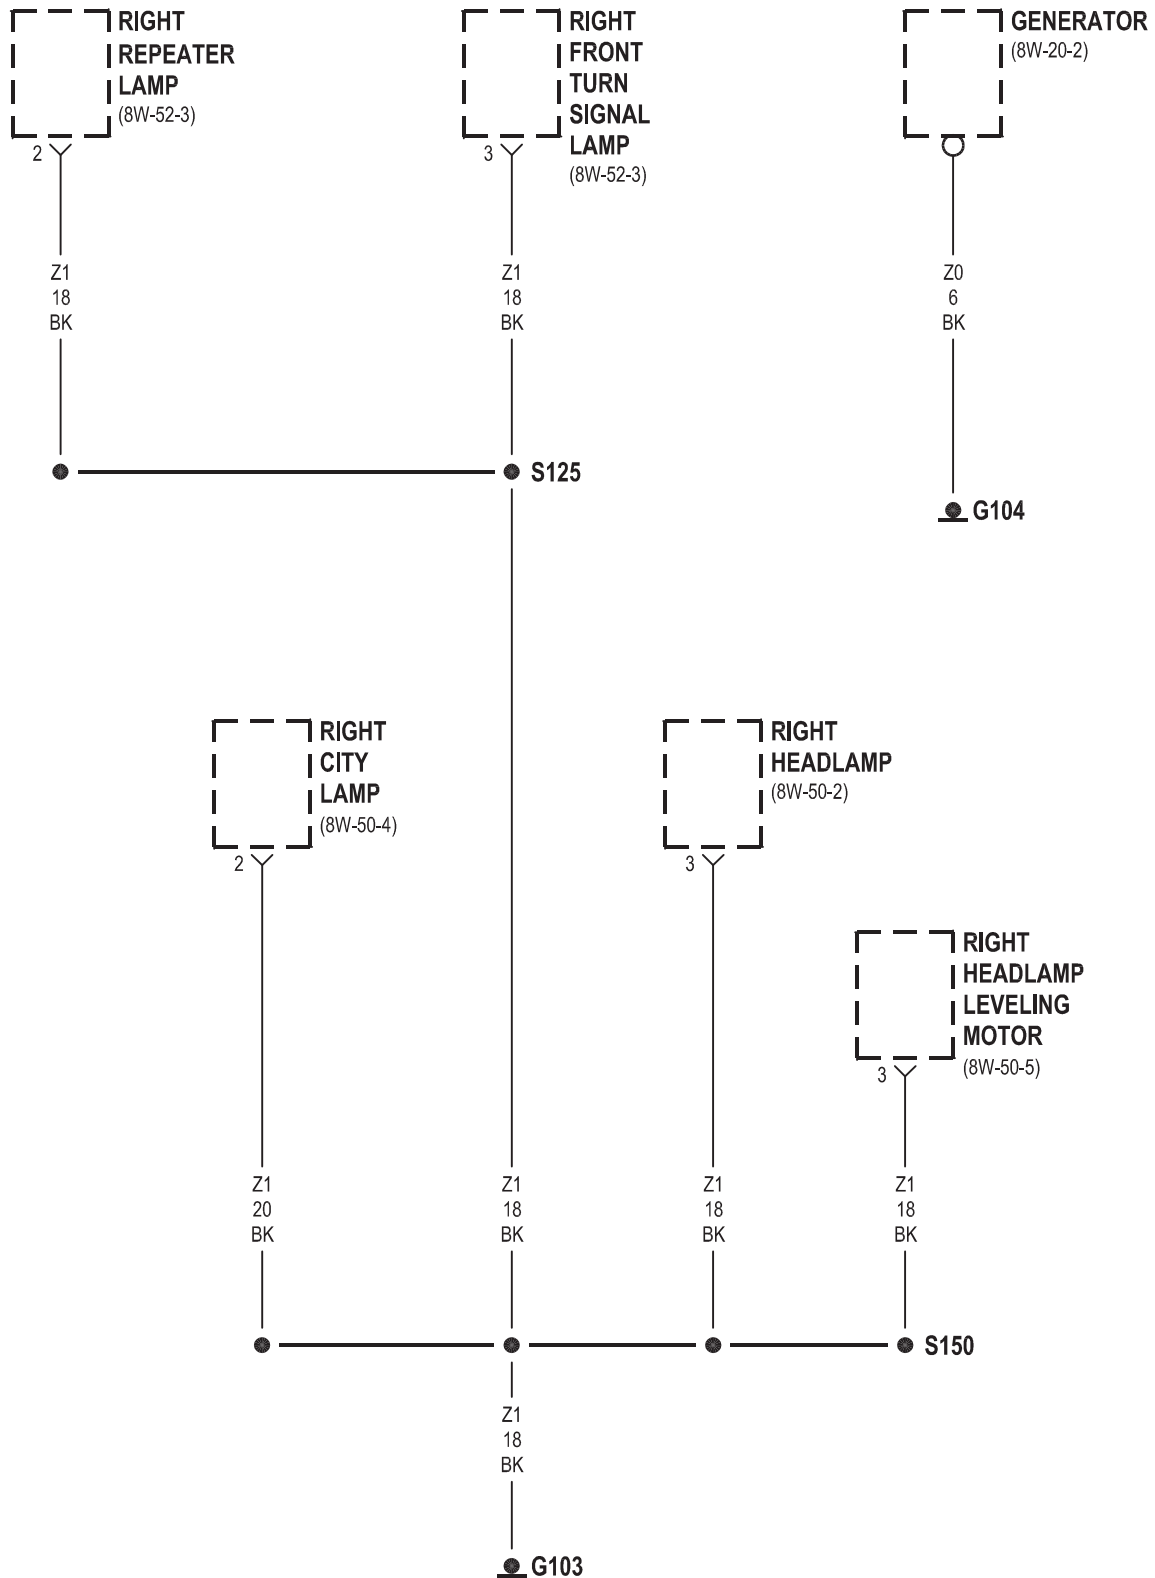 RIGHT
REPEATER
LAMP
(8W-52-3)
2
RIGHT
FRONT
TURN
SIGNAL
LAMP
(8W-52-3)
3
GENERATOR
(8W-20-2)
Z1
18
BK
Z1
18
BK
Z0
6
BK
S125
G104
RIGHT
CITY
LAMP
(8W-50-4)
2
RIGHT
HEADLAMP
(8W-50-2)
3
RIGHT
HEADLAMP
LEVELING
MOTOR
(8W-50-5)
3
Z1
20
BK
Z1
18
BK
Z1
18
BK
Z1
18
BK
S150
Z1
18
BK
G103